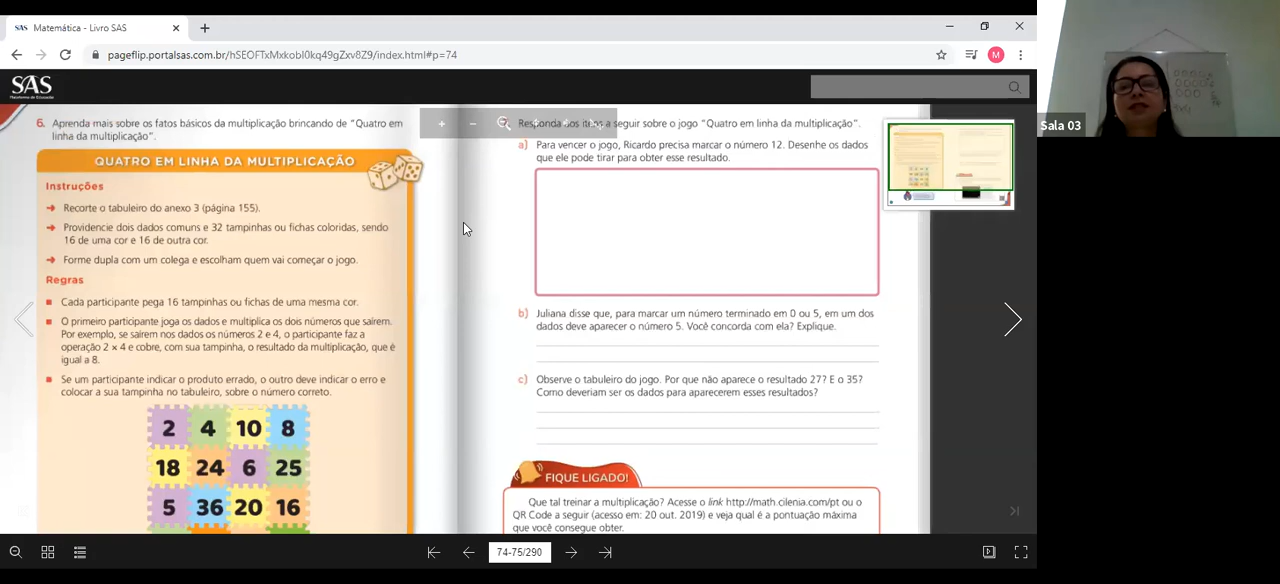 SAS Matemática - Livro SAS
pageflip.portalsas.com.br/hSEOFTxMxkobI0kq49gZxv8Z9/index.html#p=74
M
SAS
Plataforma de Educação
Sala 03
6. Aprenda mais sobre os fatos básicos da multiplicação brincando de “Quatro em
linha da multiplicação”.
QUATRO EM LINHA DA MULTIPLICAÇÃO
Instruções
Recorte o tabuleiro do anexo 3 (página 155).
Providencie dois dados comuns e 32 tampinhas ou fichas coloridas, sendo
16 de uma cor e 16 de outra cor.
Forme dupla com um colega e escolham quem vai começar o jogo.
Regras
Cada participante pega 16 tampinhas ou fichas de uma mesma cor.
O primeiro participante joga os dados e multiplica os dois números que saírem.
Por exemplo, se saírem nos dados os números 2 e 4, o participante faz a
operação 2 × 4 e cobre, com sua tampinha, o resultado da multiplicação, que é
igual a 8.
Se um participante indicar o produto errado, o outro deve indicar o erro e
colocar a sua tampinha no tabuleiro, sobre o número correto.
2 4 10 8
18 24 6 25
5 36 20 16
Responda aos itens a seguir sobre o jogo “Quatro em linha da multiplicação”.
a) Para vencer o jogo, Ricardo precisa marcar o número 12. Desenhe os dados
que ele pode tirar para obter esse resultado.
b) Juliana disse que, para marcar um número terminado em 0 ou 5, em um dos
dados deve aparecer o número 5. Você concorda com ela? Explique.
c) Observe o tabuleiro do jogo. Por que não aparece o resultado 27? E o 35?
Como deveriam ser os dados para aparecerem esses resultados?
FIQUE LIGADO!
Que tal treinar a multiplicação? Acesse o link http://math.cilenia.com/pt ou o
QR Code a seguir (acesso em: 20 out. 2019) e veja qual é a pontuação máxima
que você consegue obter.
74-75/290